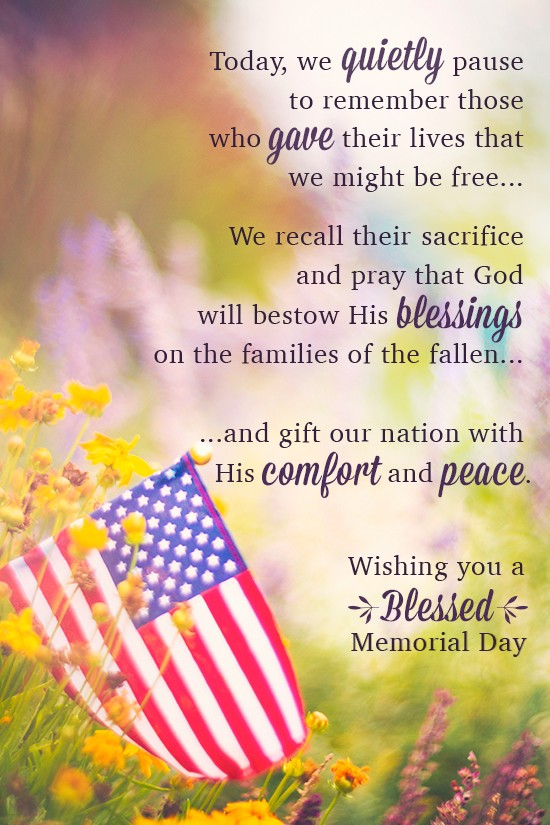 Today, we quietly pause
to remember those
who gave their lives that
we might be free...
We recall their sacrifice
and pray that God
will bestow His blessings
on the families of the fallen...
...and gift our nation with
His comfort and peace.
Wishing you a
Blessed
Memorial Day